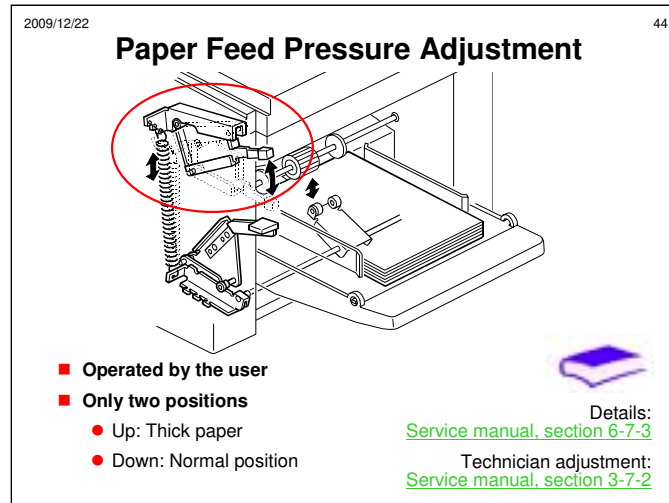 2009/12/22
44
Paper Feed Pressure Adjustment
Operated by the user
Only two positions
Up: Thick paper
Down: Normal position
Details:
Service manual, section 6-7-3
Technician adjustment:
Service manual, section 3-7-2